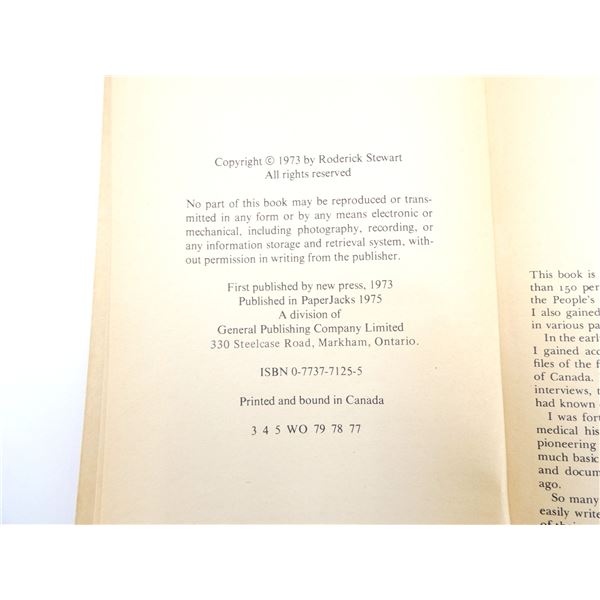 Copyright © 1973 by Roderick Stewart
All rights reserved
No part of this book may be reproduced or trans-
mitted in any form or by any means electronic or
mechanical, including photography, recording, or
any information storage and retrieval system, with-
out permission in writing from the publisher.
First published by new press, 1973
Published in PaperJacks 1975
A division of
General Publishing Company Limited
330 Steelcase Road, Markham, Ontario.
ISBN 0-7737-7125-5
Printed and bound in Canada
3 4 5 WO 79 78 77
This book is
than 150 per
the People's
I also gained
in various pa
In the early
I gained acc
files of the f
of Canada.
interviews, t
had known
I was fort
medical his
pioneering
much basic
and docum
ago.
So many
easily write